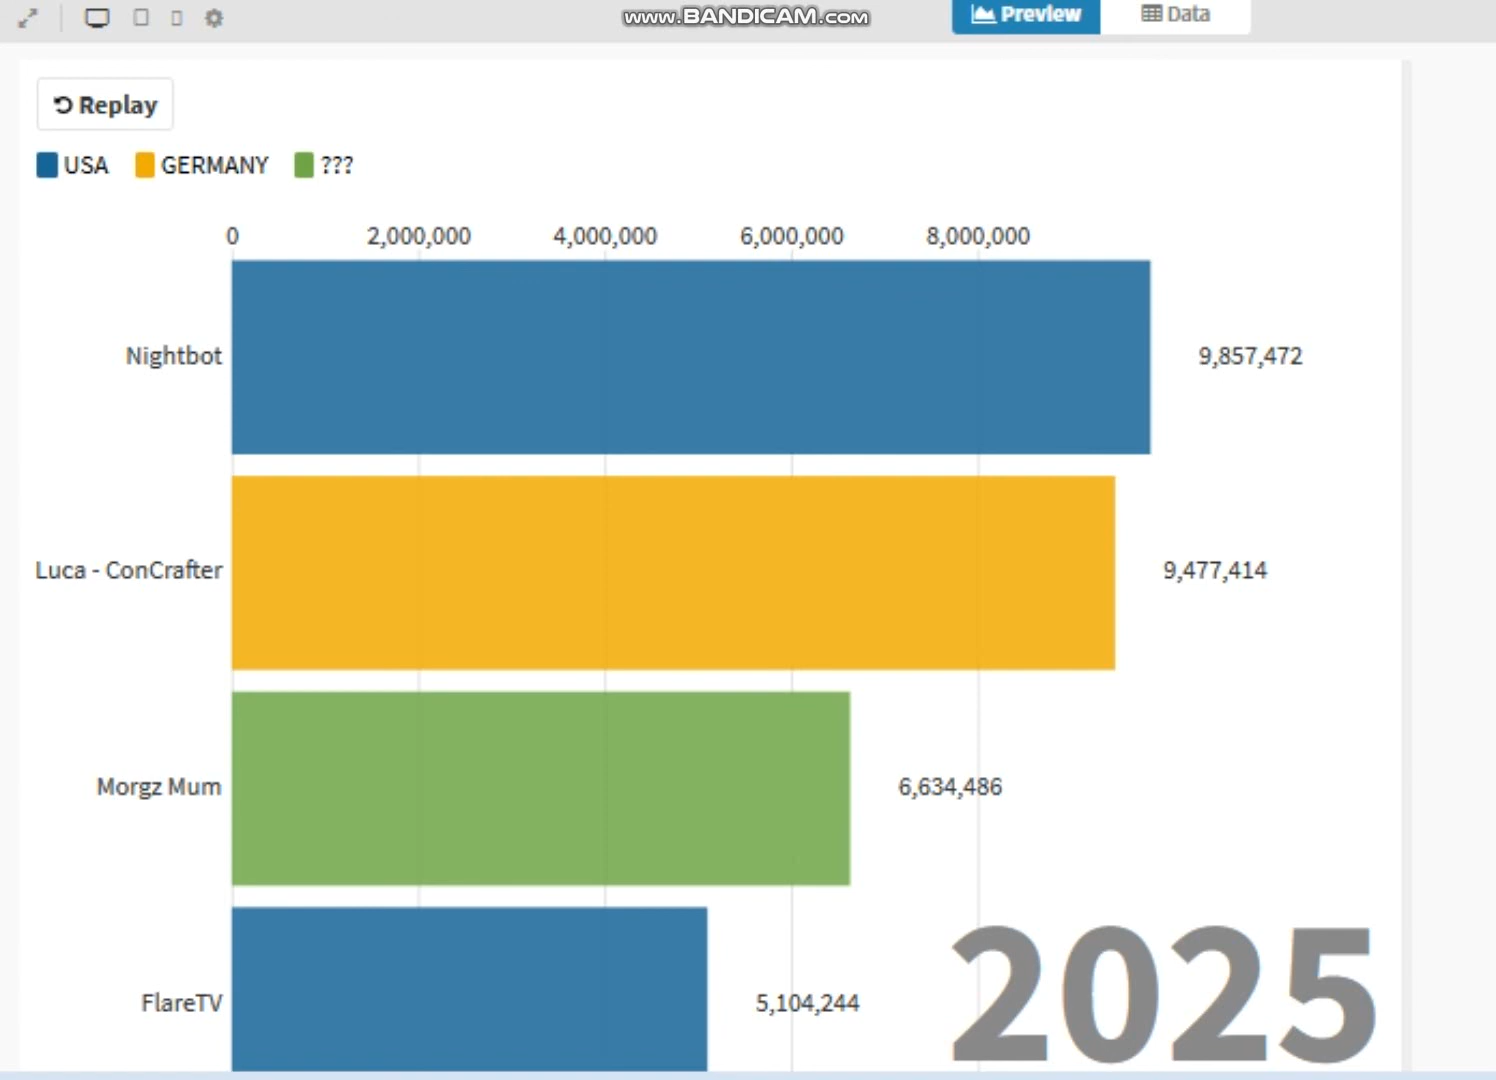 www.BANDICAM.com
Preview
Data
Replay
USA GERMANY ???
0 2,000,000 4,000,000 6,000,000 8,000,000
Nightbot 9,857,472
Luca - ConCrafter 9,477,414
Morgz Mum 6,634,486
FlareTV 5,104,244
2025